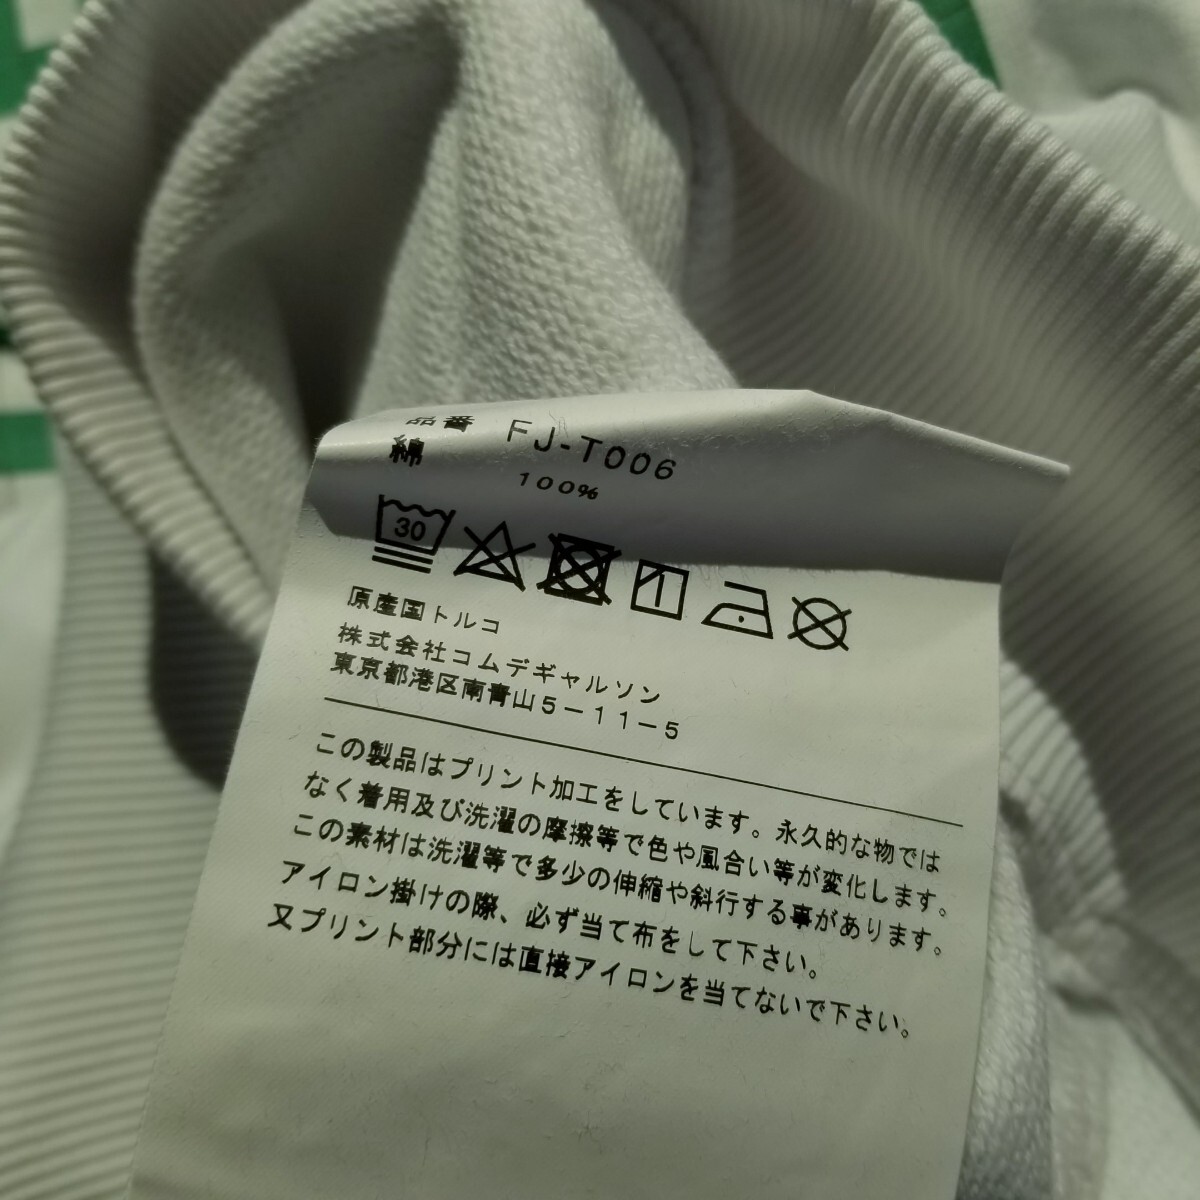 品番 FJ-T006
綿 100%
30
原産国トルコ
株式会社コムデギャルソン
東京都港区南青山5-11-5
この製品はプリント加工をしています。永久的な物では
なく着用及び洗濯の摩擦等で色や風合い等が変化します。
この素材は洗濯等で多少の伸縮や斜行する事があります。
アイロン掛けの際、必ず当て布をして下さい。
又プリント部分には直接アイロンを当てないで下さい。